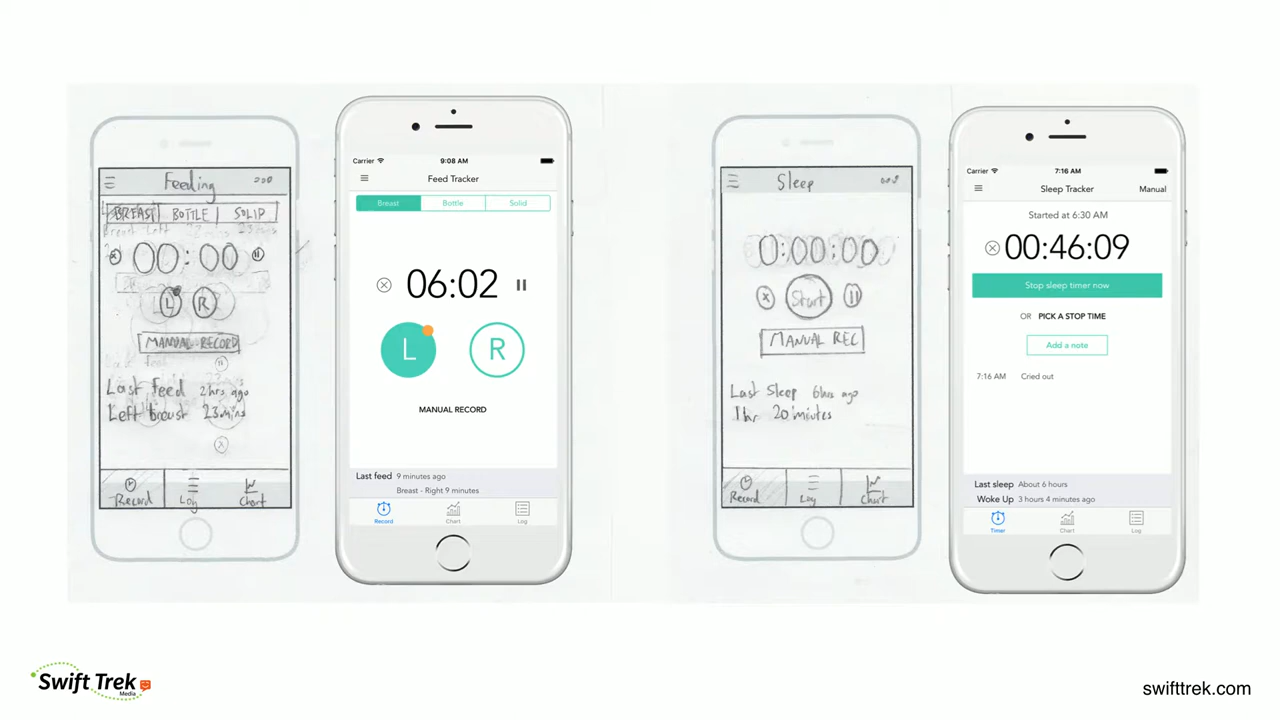 Feeding
BREAST BOTTLE SOLID
00:00
L R
MANUAL RECORD
Last feed 2hrs ago
Left breast 23mins
Record Log Chart
Carrier 9:08 AM
Feed Tracker
Breast Bottle Solid
06:02
L R
MANUAL RECORD
Last feed 9 minutes ago
Breast - Right 9 minutes
Record Chart Log
Sleep
0:00:00
Start
MANUAL REC
Last Sleep 6hrs ago
1hr 20 minutes
Record Log Chart
Carrier 7:16 AM
Sleep Tracker Manual
Started at 6:30 AM
00:46:09
Stop sleep timer now
OR PICK A STOP TIME
Add a note
7:16 AM Cried out
Last sleep About 6 hours
Woke Up 3 hours 4 minutes ago
Timer Chart Log
Swift Trek
Media
swifttrek.com